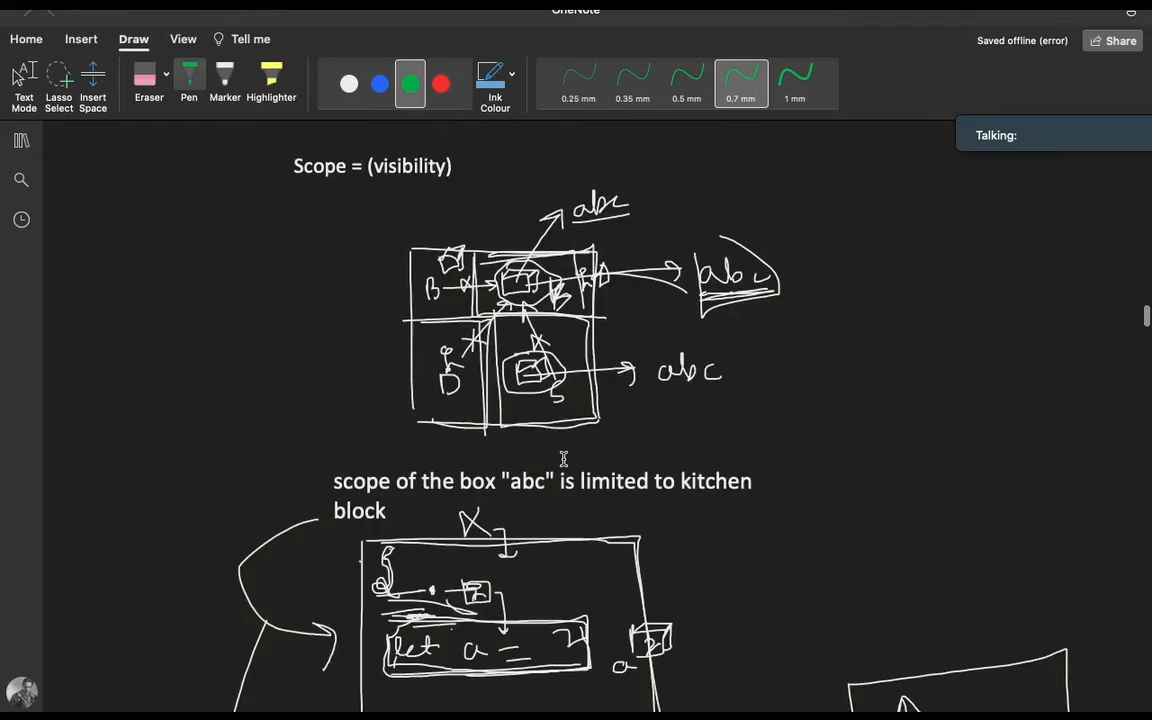 OneNote
Home Insert Draw View Tell me
Saved offline (error) Share
Text Mode
Lasso Select
Insert Space
Eraser
Pen
Marker
Highlighter
Ink Colour
0.25 mm 0.35 mm 0.5 mm 0.7 mm 1 mm
Talking:
Scope = (visibility)
abc
B
abc
D
abc
scope of the box "abc" is limited to kitchen
block
K
let a = 2
a